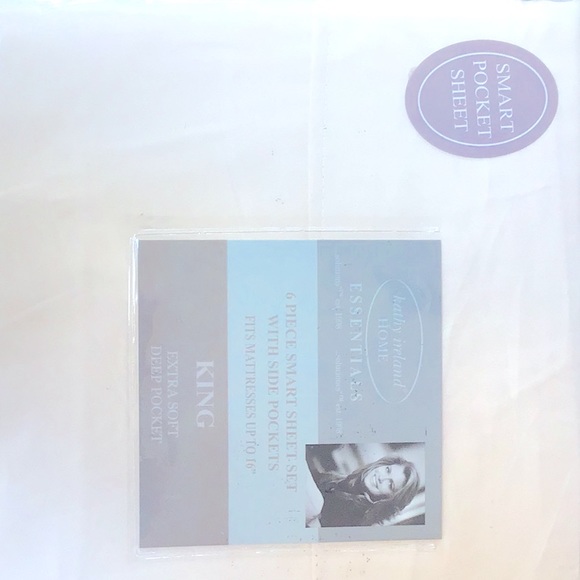 SMART
POCKET
SHEET
kathy ireland
HOME
ESSENTIALS
6 PIECE SMART SHEET SET
WITH SIDE POCKETS
FITS MATTRESSES UP TO 16"
KING
EXTRA SOFT
DEEP POCKET